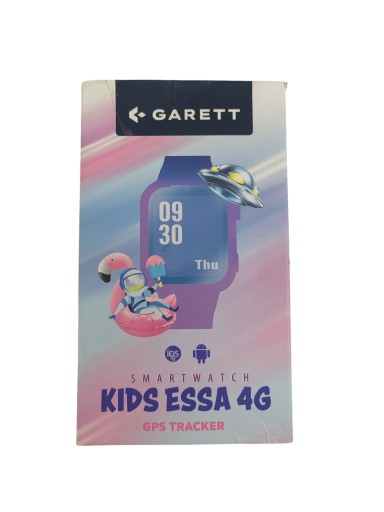 GARETT
09
30
Thu
iOS
SMARTWATCH
KIDS ESSA 4G
GPS TRACKER